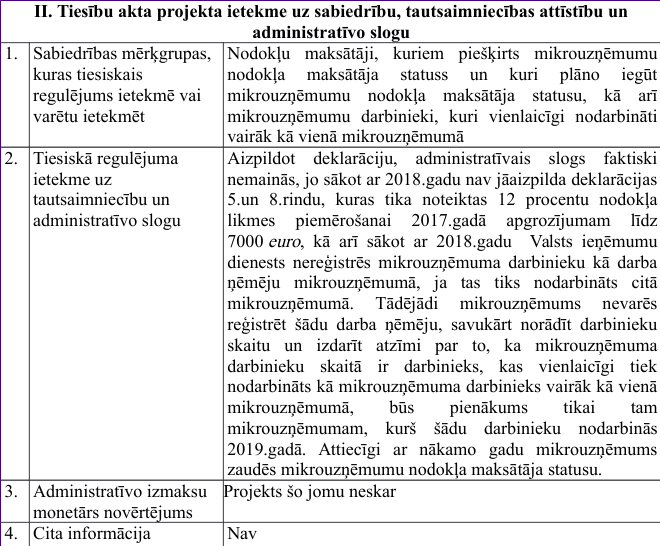 II. Tiesību akta projekta ietekme uz sabiedrību, tautsaimniecības attīstību un
administratīvo slogu
1. Sabiedrības mērķgrupas,
kuras tiesiskais
regulējums ietekmē vai
varētu ietekmēt
Nodokļu maksātāji, kuriem piešķirts mikrouzņēmumu
nodokļa maksātāja statuss un kuri plāno iegūt
mikrouzņēmumu nodokļa maksātāja statusu, kā arī
mikrouzņēmumu darbinieki, kuri vienlaicīgi nodarbināti
vairāk kā vienā mikrouzņēmumā
2. Tiesiskā regulējuma
ietekme uz
tautsaimniecību un
administratīvo slogu
Aizpildot deklarāciju, administratīvais slogs faktiski
nemainās, jo sākot ar 2018.gadu nav jāaizpilda deklarācijas
5.un 8.rindu, kuras tika noteiktas 12 procentu nodokļa
likmes piemērošanai 2017.gadā apgrozījumam līdz
7000 euro, kā arī sākot ar 2018.gadu Valsts ieņēmumu
dienests nereģistrēs mikrouzņēmuma darbinieku kā darba
ņēmēju mikrouzņēmumā, ja tas tiks nodarbināts citā
mikrouzņēmumā. Tādējādi mikrouzņēmums nevarēs
reģistrēt šādu darba ņēmēju, savukārt norādīt darbinieku
skaitu un izdarīt atzīmi par to, ka mikrouzņēmuma
darbinieku skaitā ir darbinieks, kas vienlaicīgi tiek
nodarbināts kā mikrouzņēmuma darbinieks vairāk kā vienā
mikrouzņēmumā, būs pienākums tikai tam
mikrouzņēmumam, kurš šādu darbinieku nodarbinās
2019.gadā. Attiecīgi ar nākamo gadu mikrouzņēmums
zaudēs mikrouzņēmumu nodokļa maksātāja statusu.
3. Administratīvo izmaksu
monetārs novērtējums
Projekts šo jomu neskar
4. Cita informācija
Nav